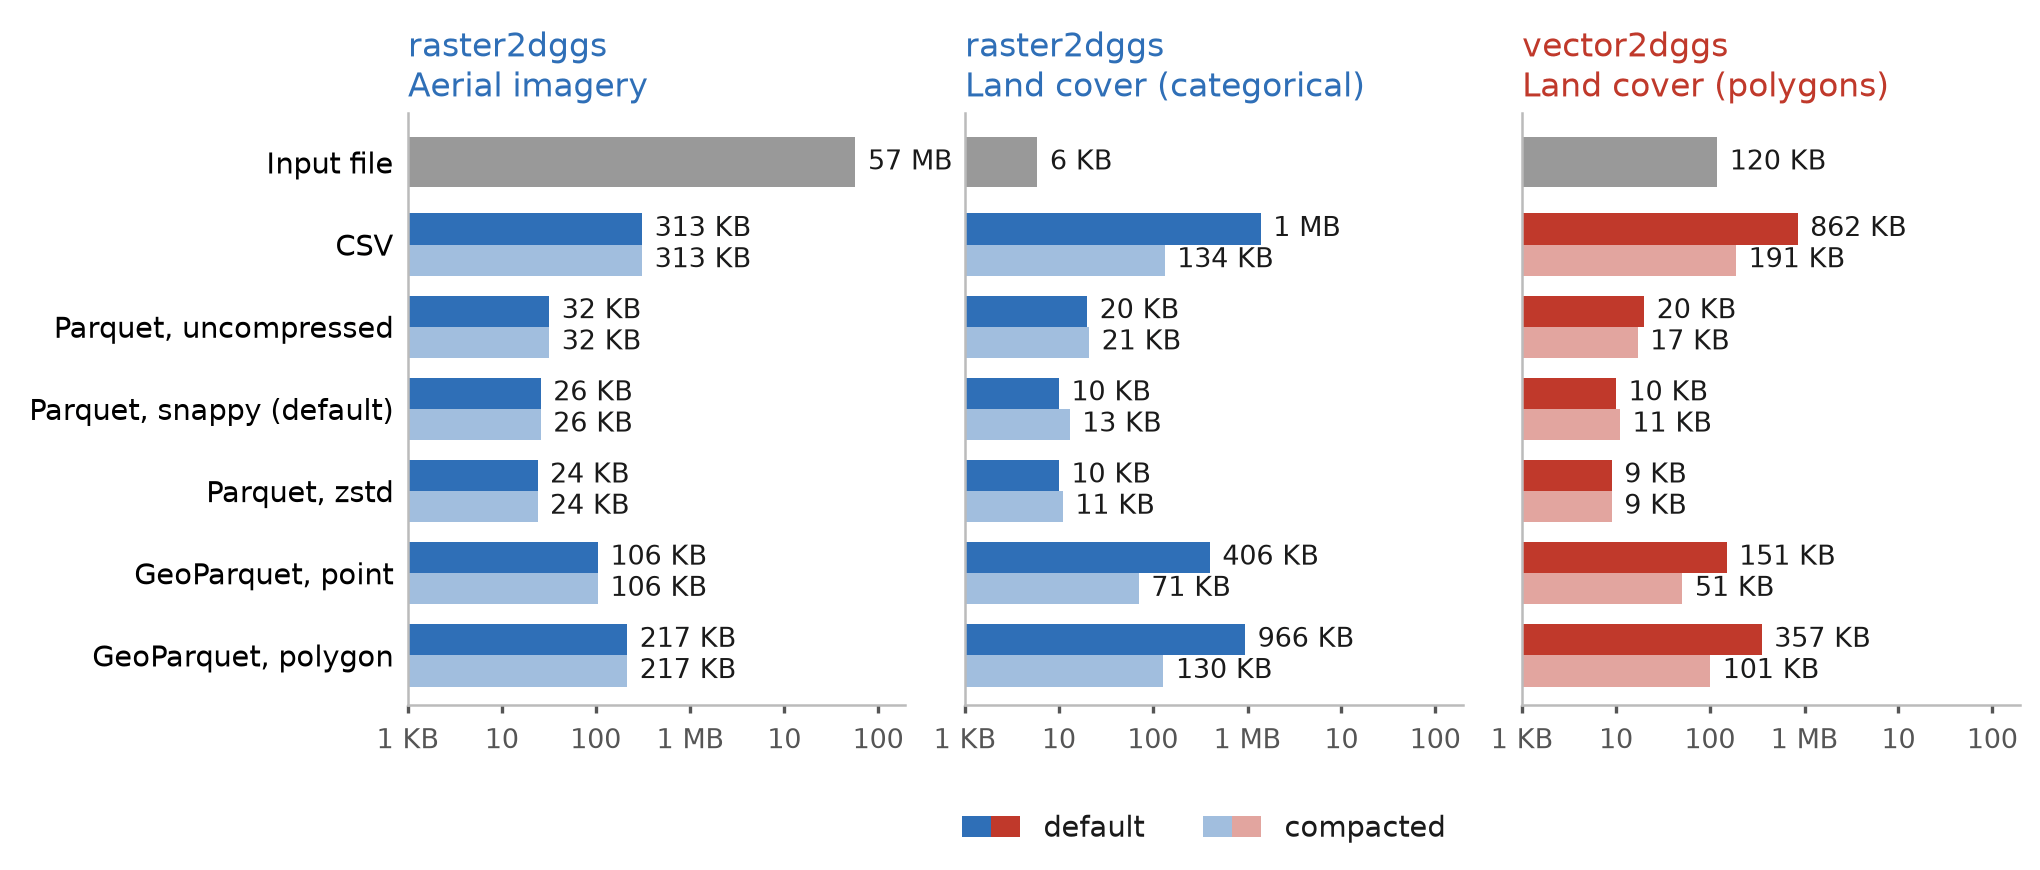 raster2dggs
Aerial imagery
raster2dggs
Land cover (categorical)
vector2dggs
Land cover (polygons)
Input file
57 MB
6 KB
120 KB
CSV
313 KB
313 KB
1 MB
134 KB
862 KB
191 KB
Parquet, uncompressed
32 KB
32 KB
20 KB
21 KB
20 KB
17 KB
Parquet, snappy (default)
26 KB
26 KB
10 KB
13 KB
10 KB
11 KB
Parquet, zstd
24 KB
24 KB
10 KB
11 KB
9 KB
9 KB
GeoParquet, point
106 KB
106 KB
406 KB
71 KB
151 KB
51 KB
GeoParquet, polygon
217 KB
217 KB
966 KB
130 KB
357 KB
101 KB
1 KB 10 100 1 MB 10 100
1 KB 10 100 1 MB 10 100
1 KB 10 100 1 MB 10 100
default
compacted